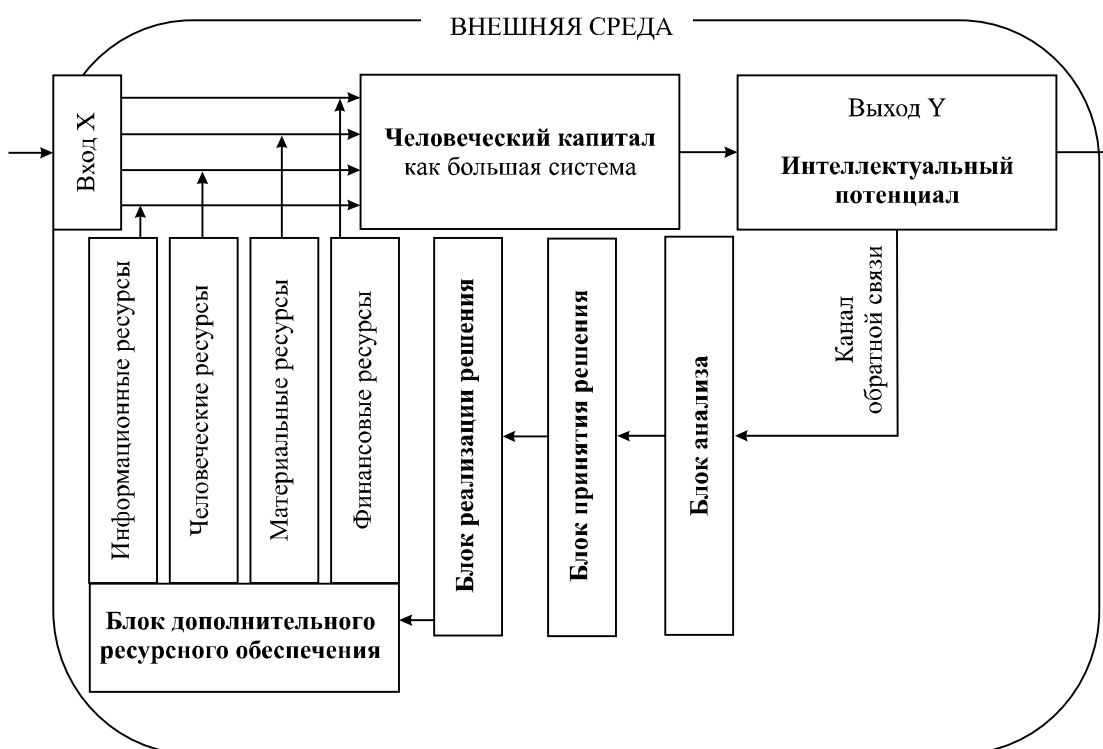 ВНЕШНЯЯ СРЕДА
Вход X
Человеческий капитал
как большая система
Выход Y
Интеллектуальный
потенциал
Информационные ресурсы
Человеческие ресурсы
Материальные ресурсы
Финансовые ресурсы
Блок реализации решения
Блок принятия решения
Блок анализа
Канал
обратной связи
Блок дополнительного
ресурсного обеспечения